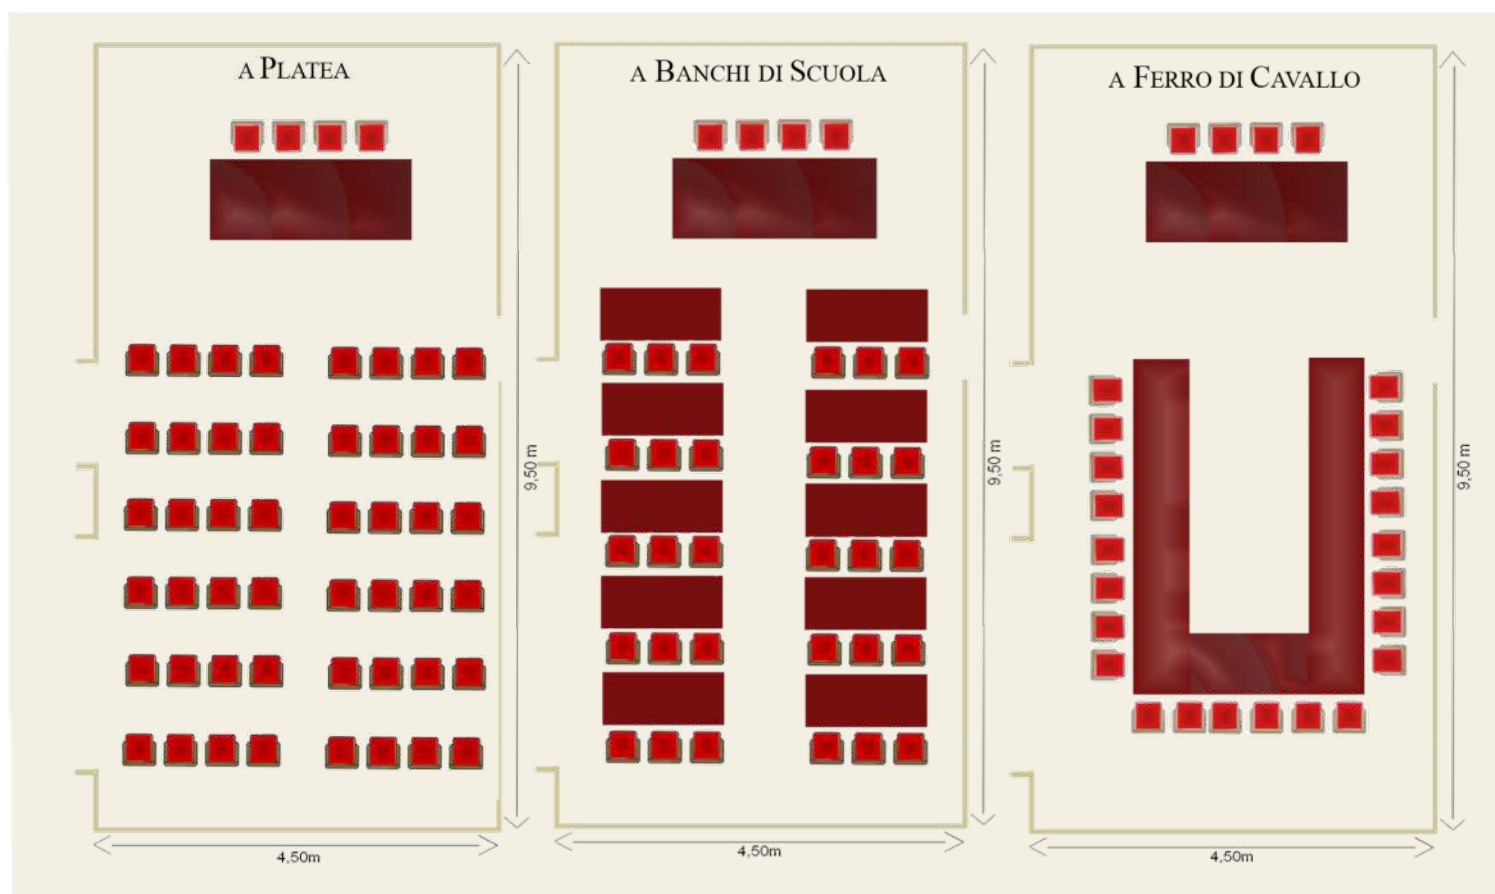 A PLATEA
A BANCHI DI SCUOLA
A FERRO DI CAVALLO
9,50 m
9,50 m
9,50 m
4,50m
4,50m
4,50m